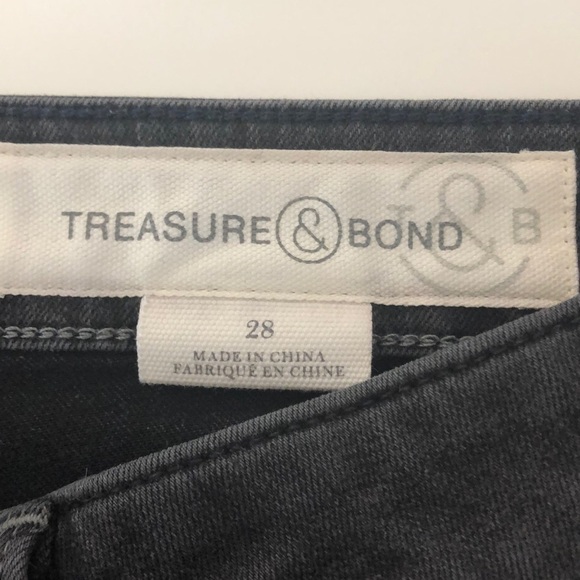 TREASURE & BOND
T & B
28
MADE IN CHINA
FABRIQUÉ EN CHINE